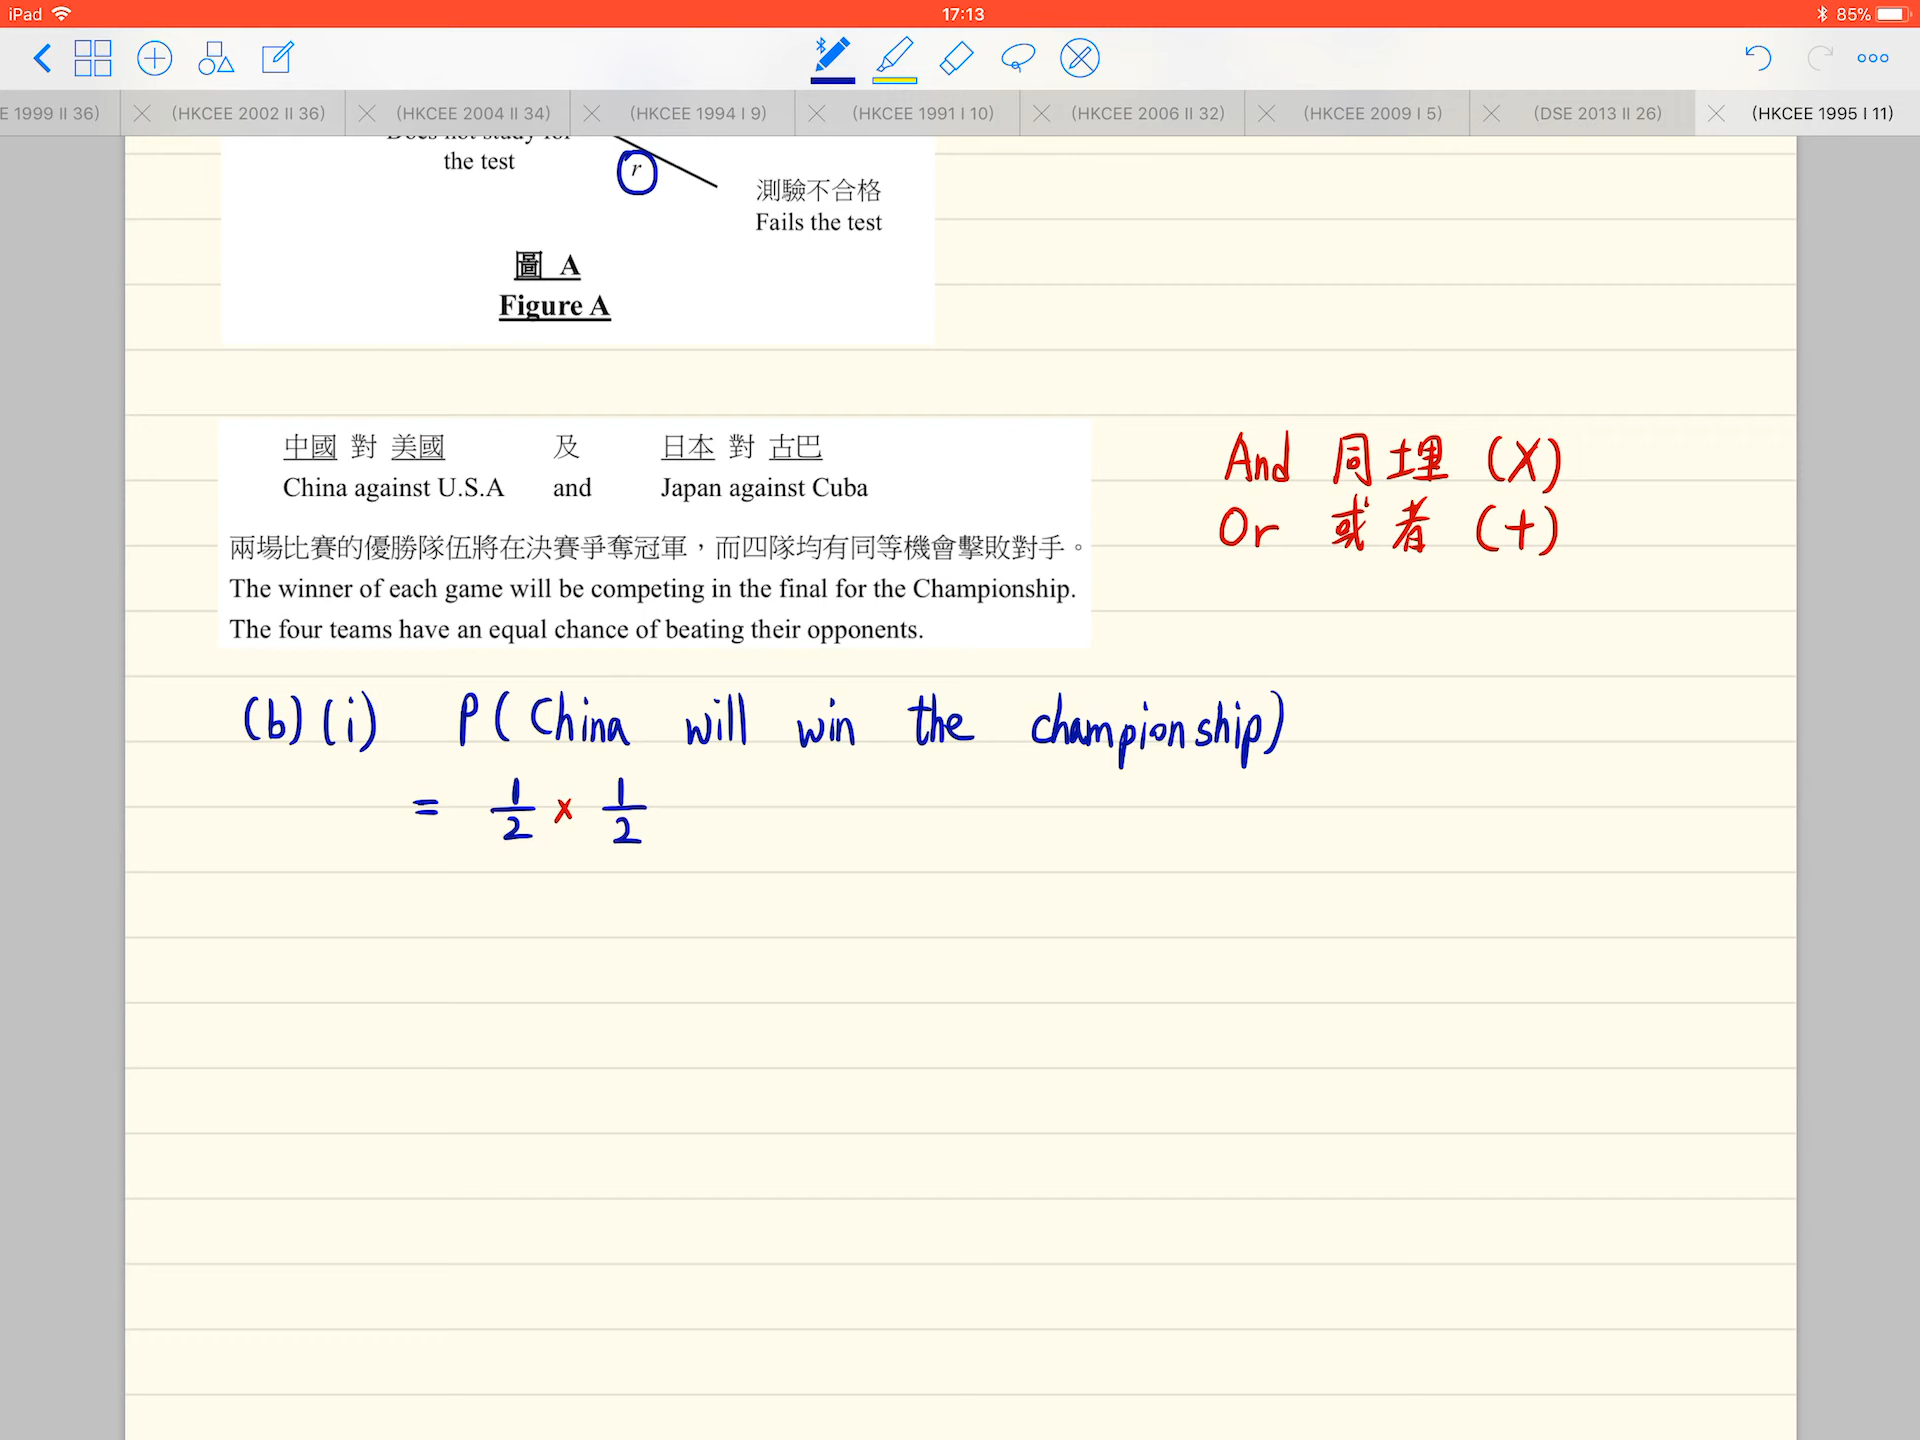 iPad 17:13 85%
E 1999 II 36) (HKCEE 2002 II 36) (HKCEE 2004 II 34) (HKCEE 1994 I 9) (HKCEE 1991 I 10) (HKCEE 2006 II 32) (HKCEE 2009 I 5) (DSE 2013 II 26) (HKCEE 1995 I 11)
Does not study for
the test
r
測驗不合格
Fails the test
圖 A
Figure A
中國 對 美國 及 日本 對 古巴
China against U.S.A and Japan against Cuba
兩場比賽的優勝隊伍將在決賽爭奪冠軍，而四隊均有同等機會擊敗對手。
The winner of each game will be competing in the final for the Championship.
The four teams have an equal chance of beating their opponents.
And 同埋 (X)
Or 或者 (+)
(b)(i) P(China will win the championship)
= 1/2 × 1/2